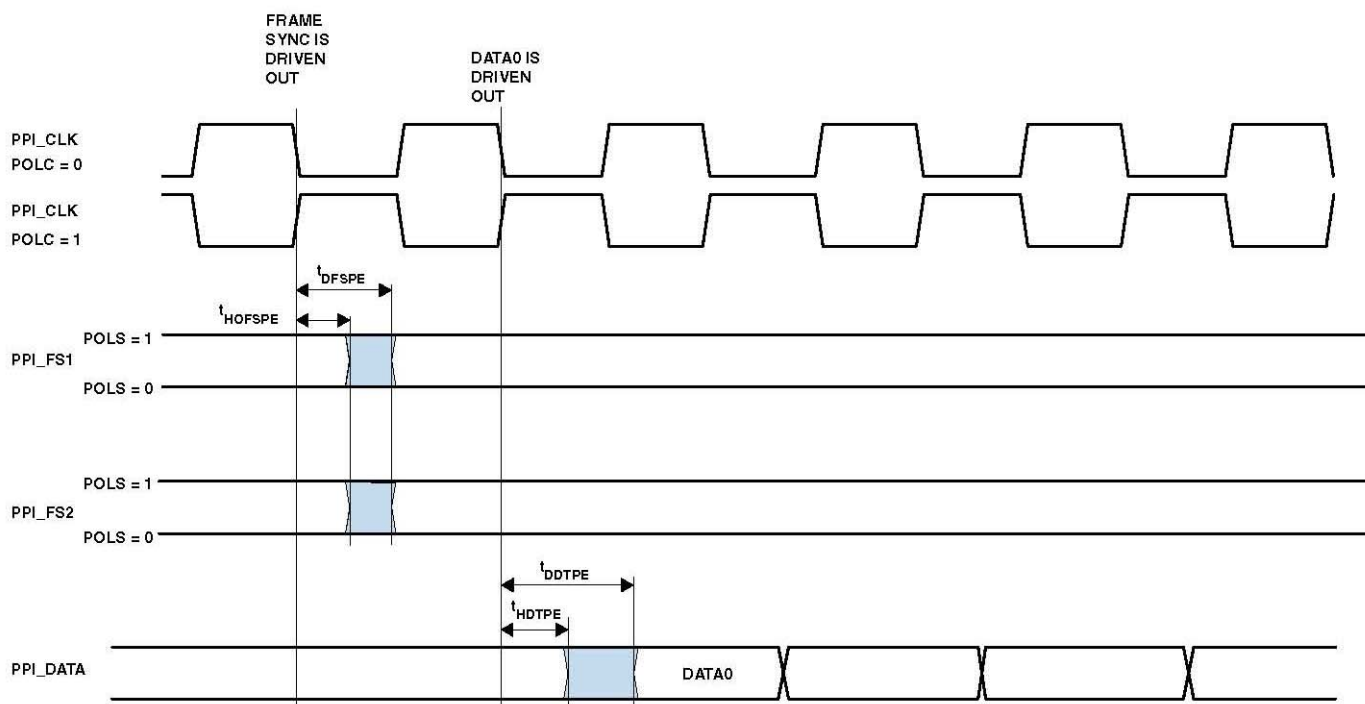 FRAME
SYNC IS
DRIVEN
OUT
DATA0 IS
DRIVEN
OUT
PPI_CLK
POLC = 0
PPI_CLK
POLC = 1
tDFSPE
tHOFSPE
POLS = 1
PPI_FS1
POLS = 0
POLS = 1
PPI_FS2
POLS = 0
tDDTPE
tHDTPE
PPI_DATA
DATA0